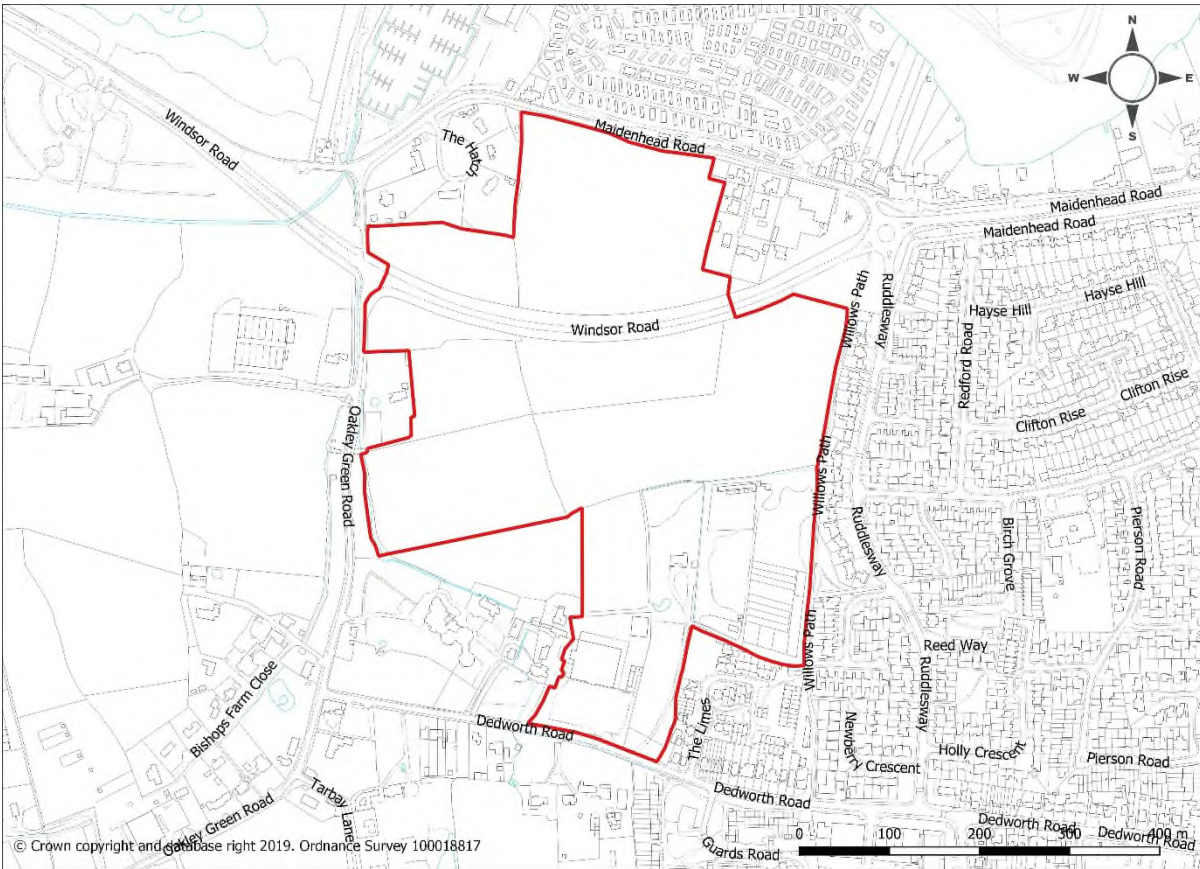 N
W
E
S
Windsor Road
The Hatch
Maidenhead Road
Maidenhead Road
Maidenhead Road
Willows Path
Ruddlesway
Hayse Hill
Hayse Hill
Redford Road
Windsor Road
Clifton Rise
Clifton Rise
Oakley Green Road
Willows Path
Ruddlesway
Birch Grove
Pierson Road
Willows Path
Reed Way
Ruddlesway
Bishops Farm Close
The Limes
Dedworth Road
Newberry Crescent
Holly Crescent
Pierson Road
Tarbay Lane
Oakley Green Road
Dedworth Road
Dedworth Road
Dedworth Road
Guards Road
0 100 200 300 400 m
© Crown copyright and database right 2019. Ordnance Survey 100018817